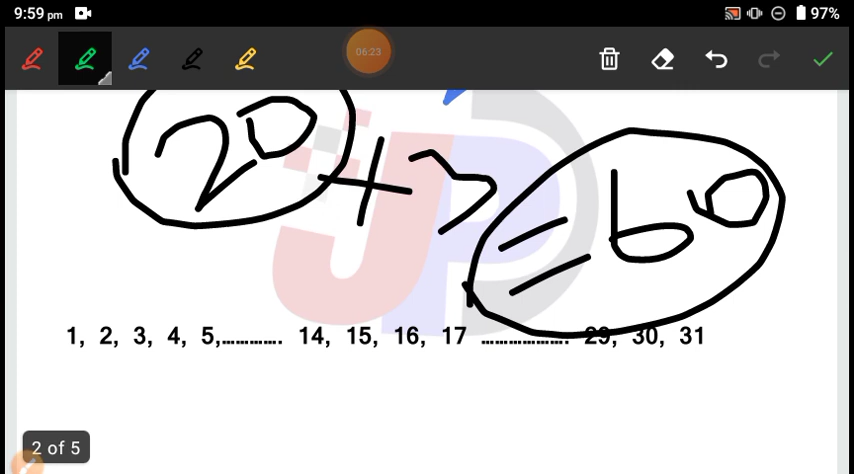 9:59 pm 97%
06:23
20 + 3 = 60
JP
1, 2, 3, 4, 5,............. 14, 15, 16, 17 .................. 29, 30, 31
2 of 5